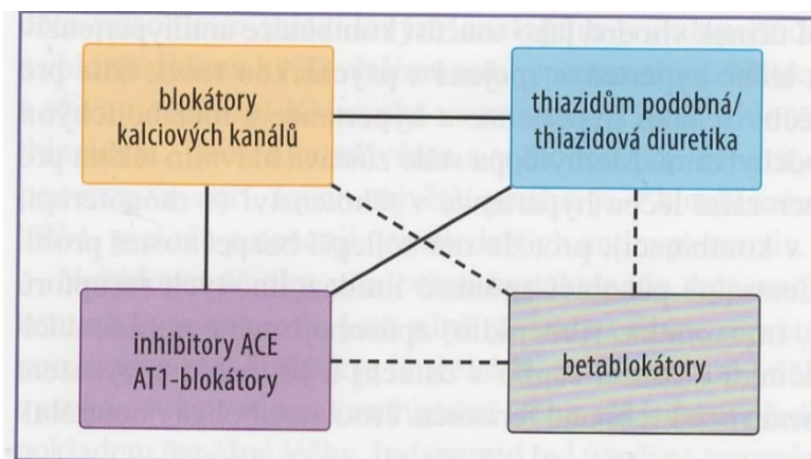 blokátory
kalciových kanálů
thiazidům podobná/
thiazidová diuretika
inhibitory ACE
AT1-blokátory
betablokátory